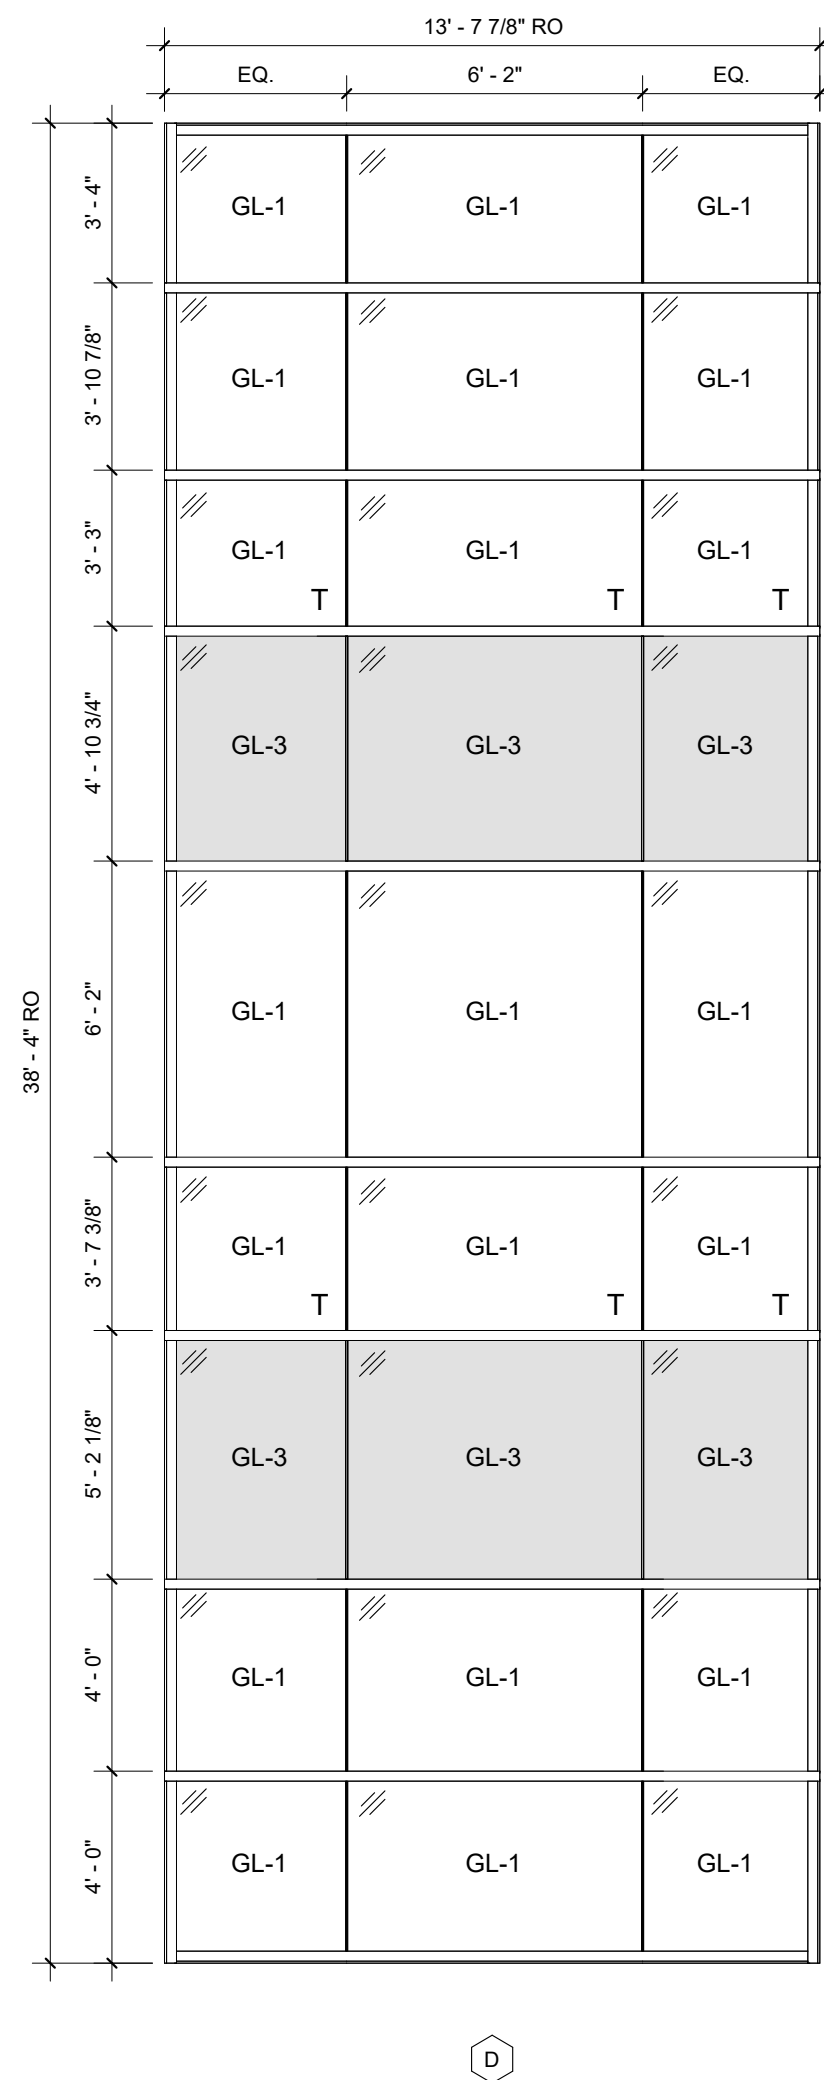 13' - 7 7/8" RO
EQ. 6' - 2" EQ.
3' - 4"
GL-1 GL-1 GL-1
3' - 10 7/8"
GL-1 GL-1 GL-1
3' - 3"
GL-1 GL-1 GL-1
T T T
4' - 10 3/4"
GL-3 GL-3 GL-3
38' - 4" RO
6' - 2"
GL-1 GL-1 GL-1
3' - 7 3/8"
GL-1 GL-1 GL-1
T T T
5' - 2 1/8"
GL-3 GL-3 GL-3
4' - 0"
GL-1 GL-1 GL-1
4' - 0"
GL-1 GL-1 GL-1
D